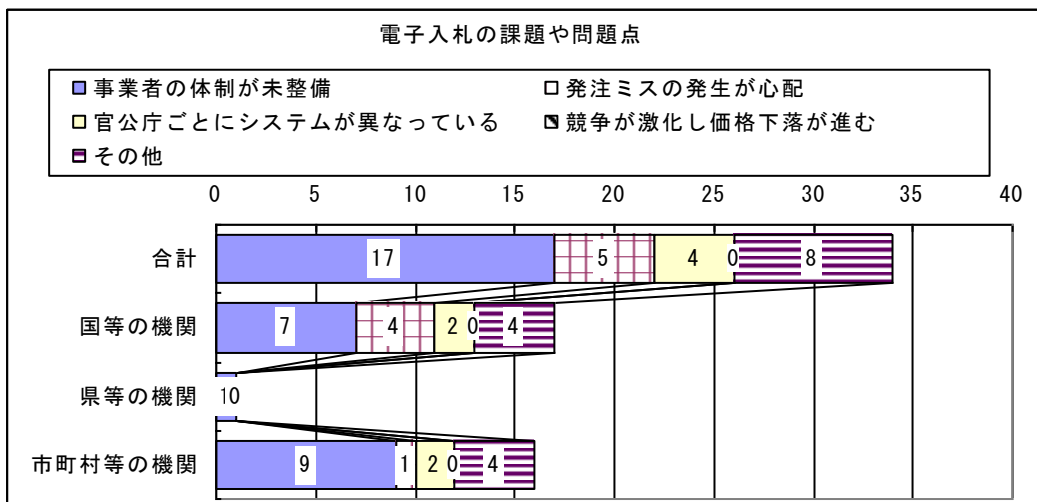 電子入札の課題や問題点
事業者の体制が未整備 発注ミスの発生が心配
官公庁ごとにシステムが異なっている 競争が激化し価格下落が進む
その他
0 5 10 15 20 25 30 35 40
合計 17 5 4 0 8
国等の機関 7 4 2 0 4
県等の機関 10
市町村等の機関 9 1 2 0 4